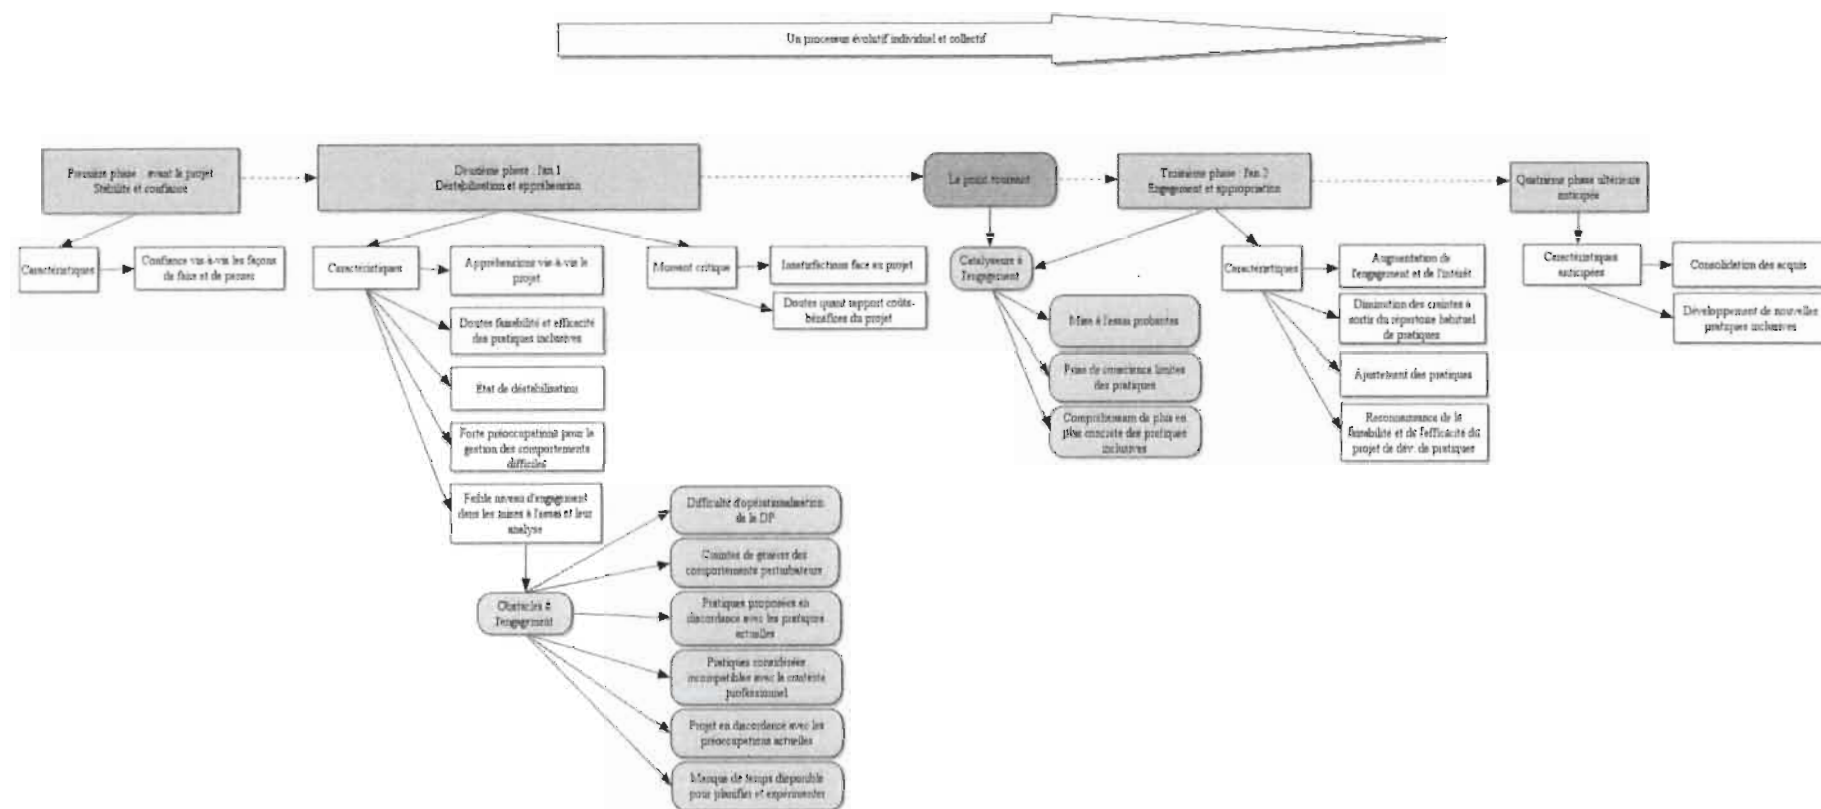 Un processus évolutif individuel et collectif
Première phase : avant le projet
Stabilité et confiance
Deuxième phase : l'an 1
Déstabilisation et appréhension
Le point tournant
Troisième phase : l'an 2
Engagement et appropriation
Quatrième phase ultérieure
anticipée
Caractéristiques
Confiance vis-à-vis les façons
de faire et de penser
Caractéristiques
Appréhensions vis-à-vis le
projet
Doutes faisabilité et efficacité
des pratiques inclusives
État de déstabilisation
Forte préoccupations pour la
gestion des comportements
difficiles
Faible niveau d'engagement
dans les mises à l'essai et leur
analyse
Moment critique
Insatisfactions face au projet
Doutes quant rapport coûts-
bénéfices du projet
Obstacles à
l'engagement
Difficulté d'opérationnalisation
de la DP
Craintes de générer des
comportements perturbateurs
Pratiques proposées en
discordance avec les pratiques
actuelles
Pratiques considérées
incompatibles avec le contexte
professionnel
Projet en discordance avec les
préoccupations actuelles
Manque de temps disponible
pour planifier et expérimenter
Catalyseurs à
l'engagement
Mise à l'essai probantes
Prise de conscience limites
des pratiques
Compréhension de plus en
plus concrète des pratiques
inclusives
Caractéristiques
Augmentation de
l'engagement et de l'intérêt
Diminution des craintes à
sortir du répertoire habituel
de pratiques
Ajustement des pratiques
Reconnaissance de la
faisabilité et de l'efficacité du
projet de dév. de pratiques
Caractéristiques
anticipées
Consolidation des acquis
Développement de nouvelles
pratiques inclusives